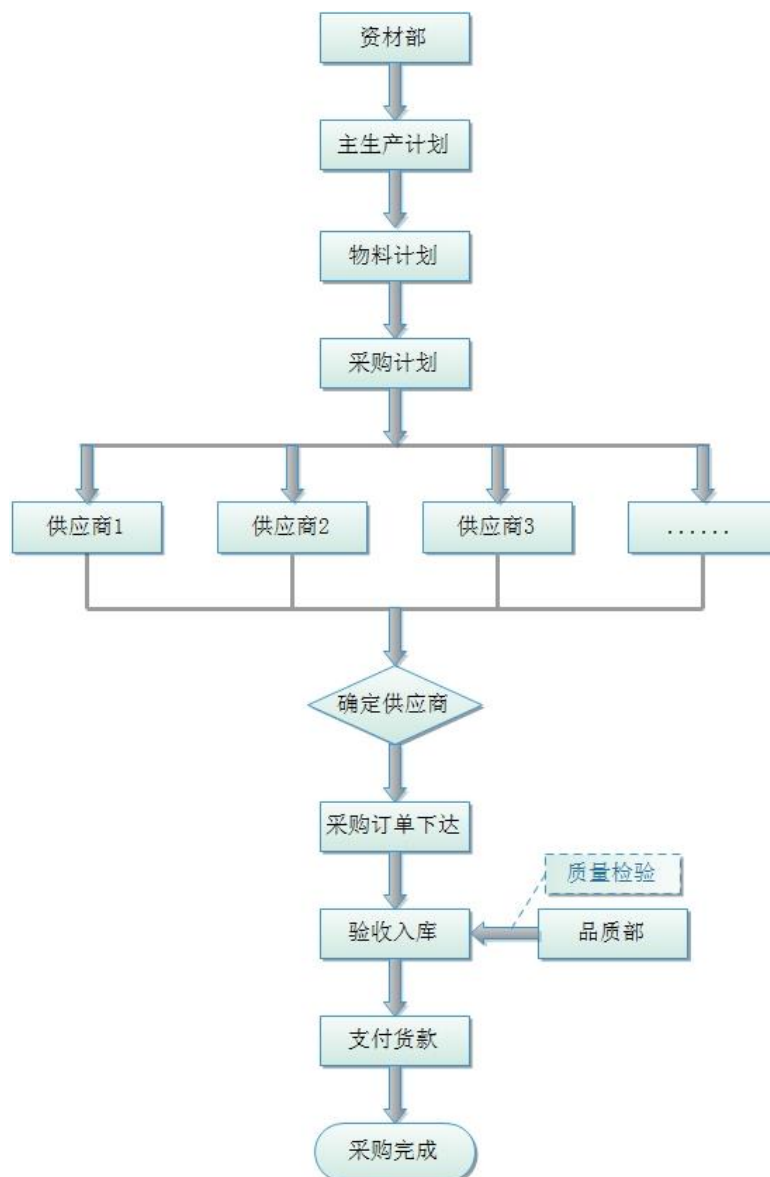 资材部
主生产计划
物料计划
采购计划
供应商1
供应商2
供应商3
......
确定供应商
采购订单下达
质量检验
验收入库
品质部
支付货款
采购完成